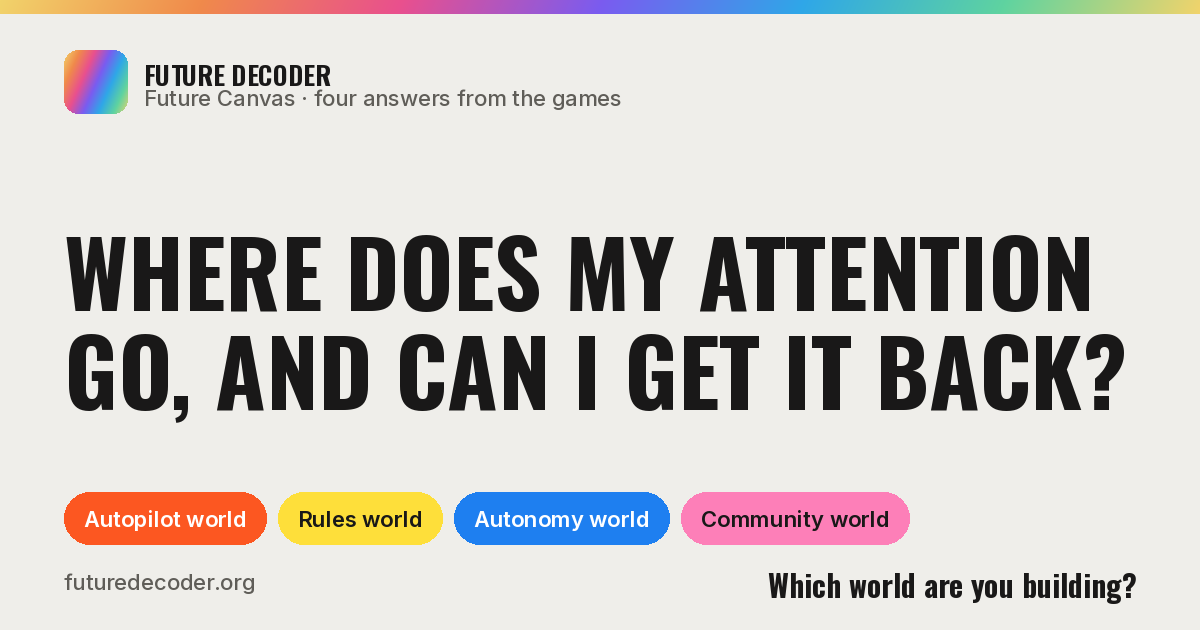 FUTURE DECODER
Future Canvas · four answers from the games
WHERE DOES MY ATTENTION
GO, AND CAN I GET IT BACK?
Autopilot world
Rules world
Autonomy world
Community world
futuredecoder.org
Which world are you building?